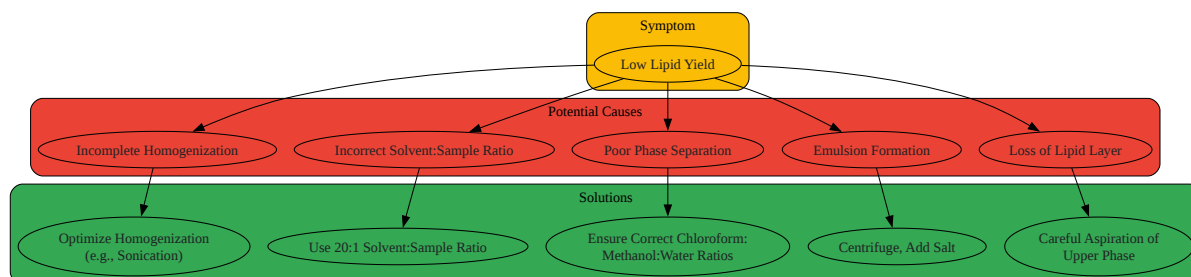 Symptom
Low Lipid Yield
Potential Causes
Incomplete Homogenization
Incorrect Solvent:Sample Ratio
Poor Phase Separation
Emulsion Formation
Loss of Lipid Layer
Solutions
Optimize Homogenization
(e.g., Sonication)
Use 20:1 Solvent:Sample Ratio
Ensure Correct Chloroform:
Methanol:Water Ratios
Centrifuge, Add Salt
Careful Aspiration of
Upper Phase